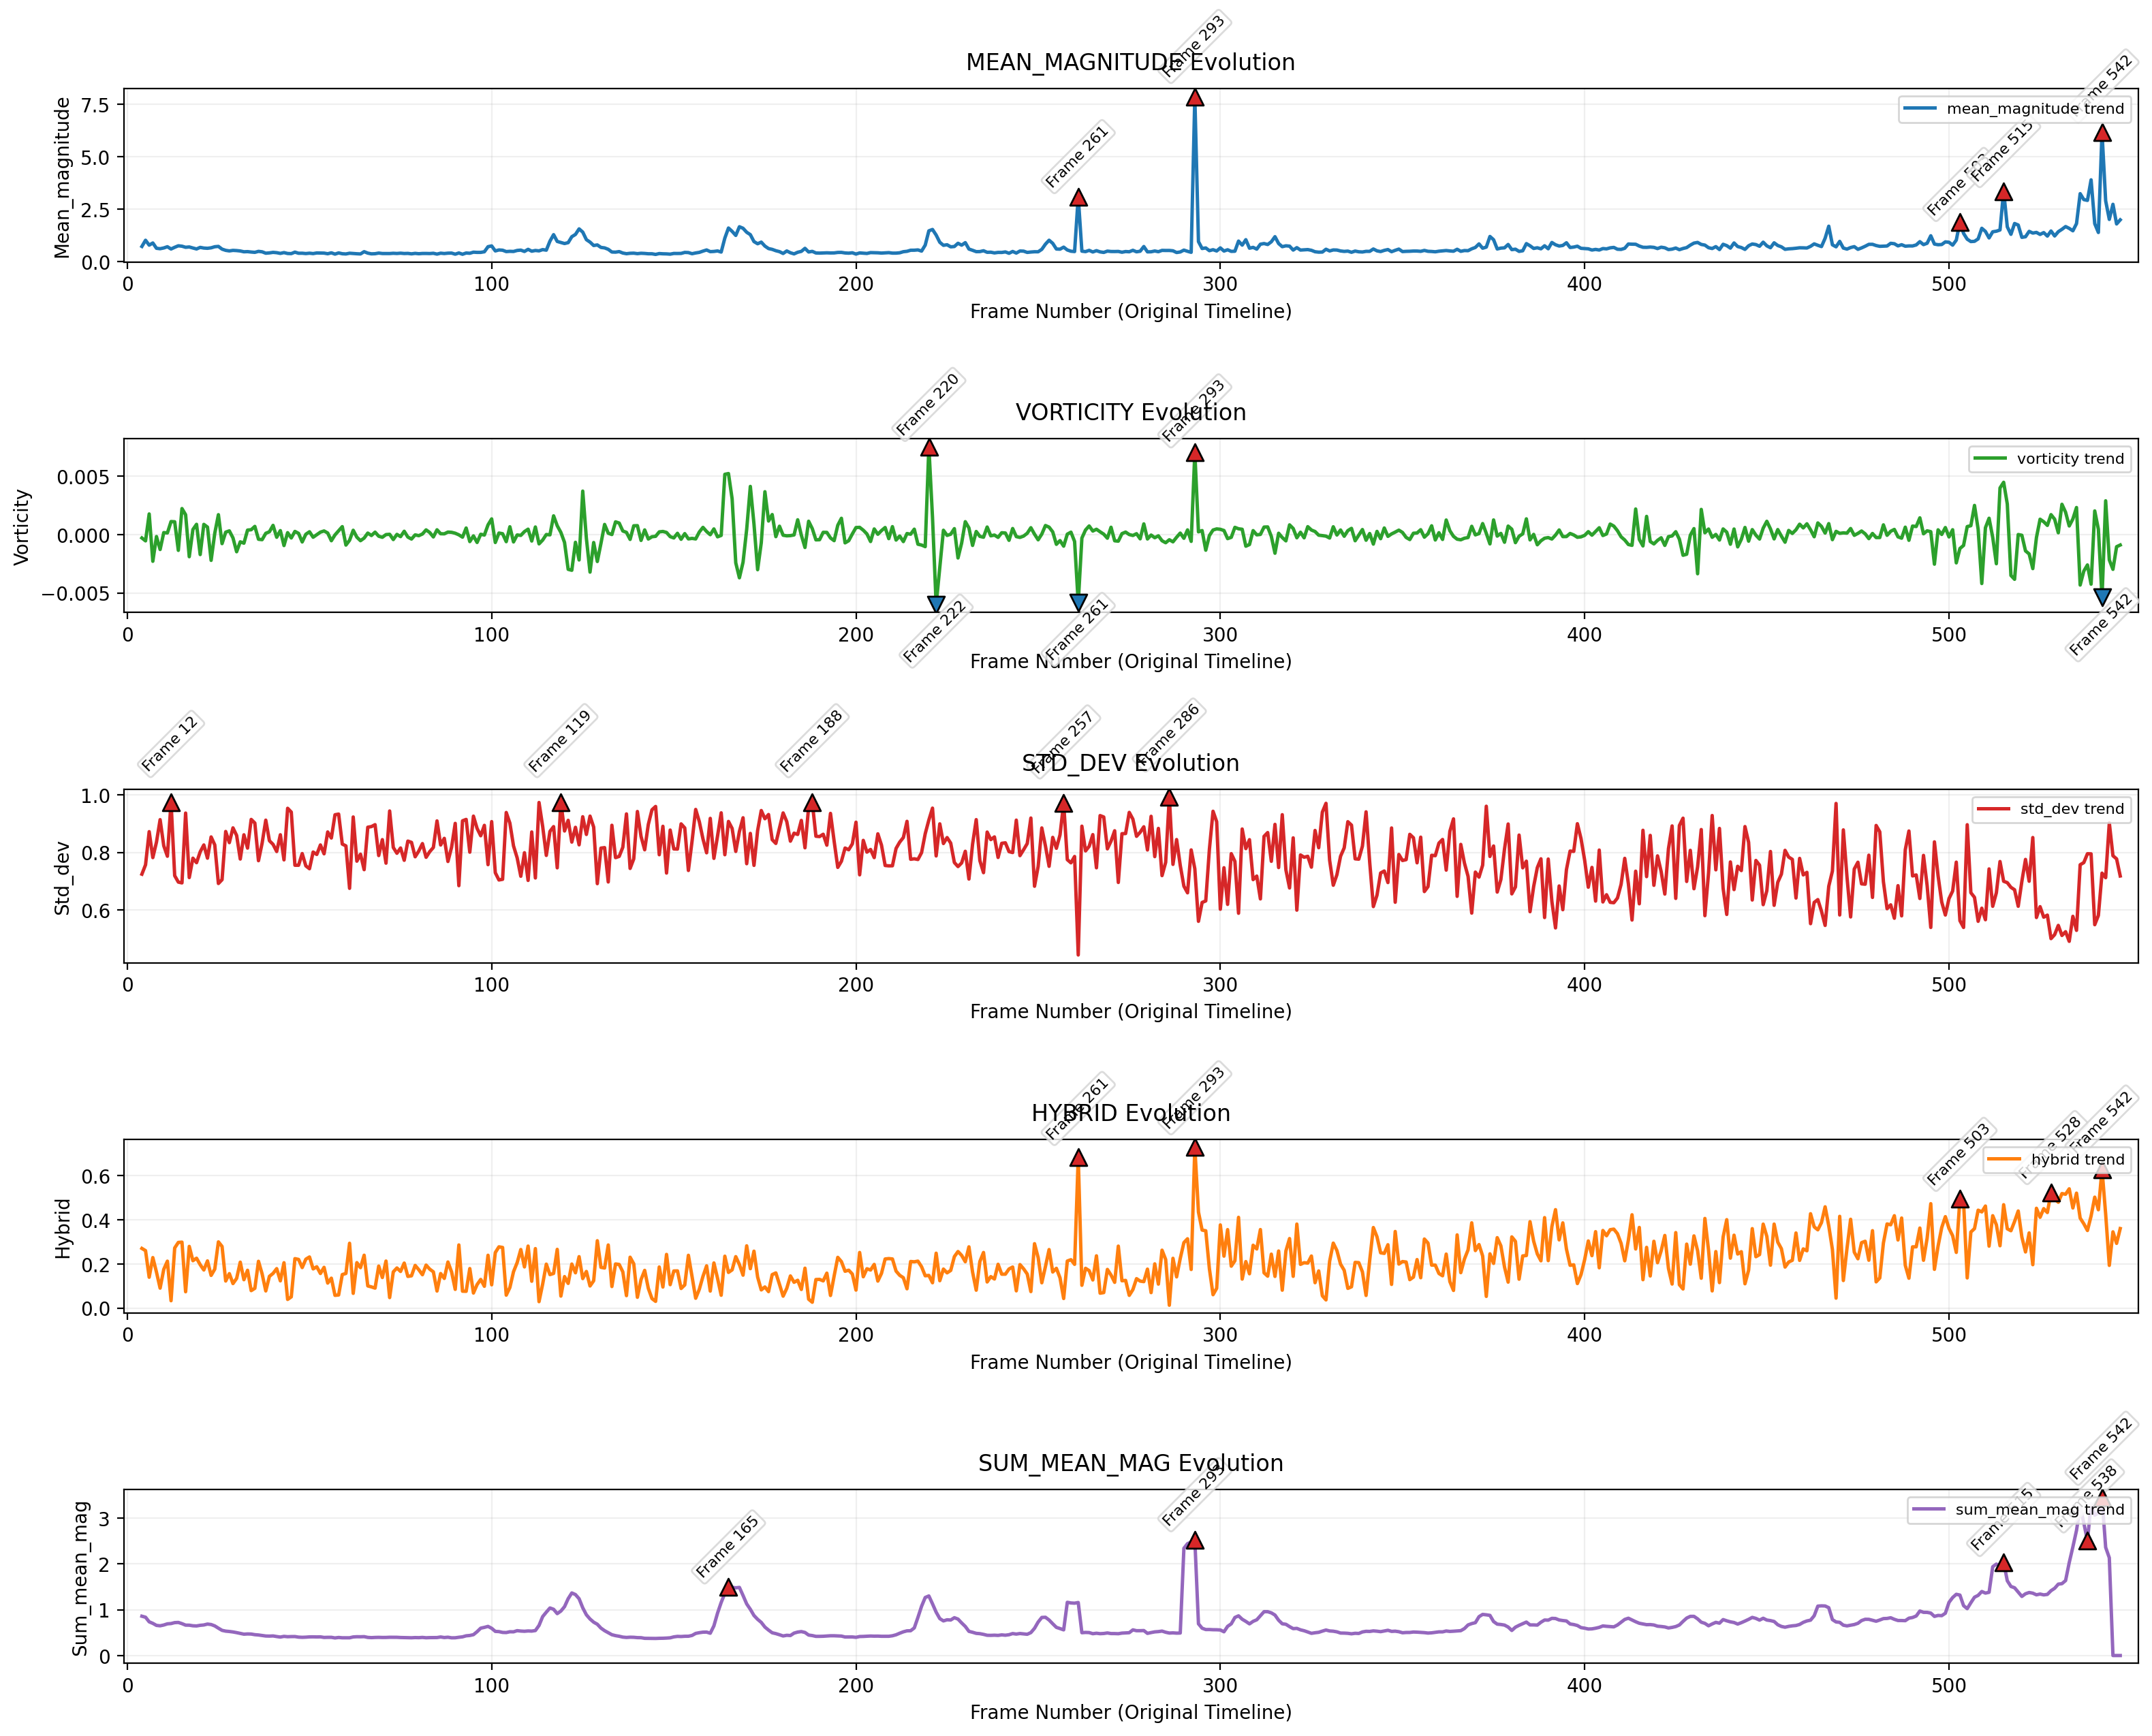 Frame 293
MEAN_MAGNITUDE Evolution
Frame 542
mean_magnitude trend
Frame 261
Frame 515
Frame
7.5
5.0
2.5
0.0
Mean_magnitude
0 100 200 300 400 500
Frame Number (Original Timeline)
Frame 220
Frame 293
VORTICITY Evolution
vorticity trend
0.005
0.000
−0.005
Vorticity
0 100 200 300 400 500
Frame 222
Frame 261
Frame 542
Frame Number (Original Timeline)
Frame 12
Frame 119
Frame 188
Frame 257
Frame 286
STD_DEV Evolution
std_dev trend
1.0
0.8
0.6
Std_dev
0 100 200 300 400 500
Frame Number (Original Timeline)
Frame 261
Frame 293
HYBRID Evolution
Frame 503
Frame 528
Frame 542
hybrid trend
0.6
0.4
0.2
0.0
Hybrid
0 100 200 300 400 500
Frame Number (Original Timeline)
Frame 542
SUM_MEAN_MAG Evolution
Frame 165
Frame 293
Frame 515
Frame 538
sum_mean_mag trend
3
2
1
0
Sum_mean_mag
0 100 200 300 400 500
Frame Number (Original Timeline)